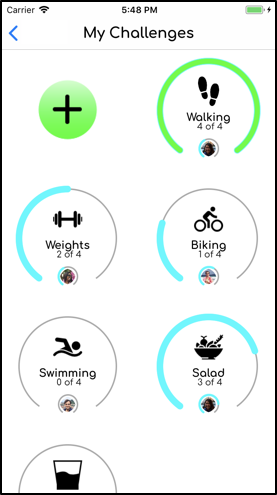 Carrier 5:48 PM
My Challenges
Walking
4 of 4
Weights
2 of 4
Biking
1 of 4
Swimming
0 of 4
Salad
3 of 4